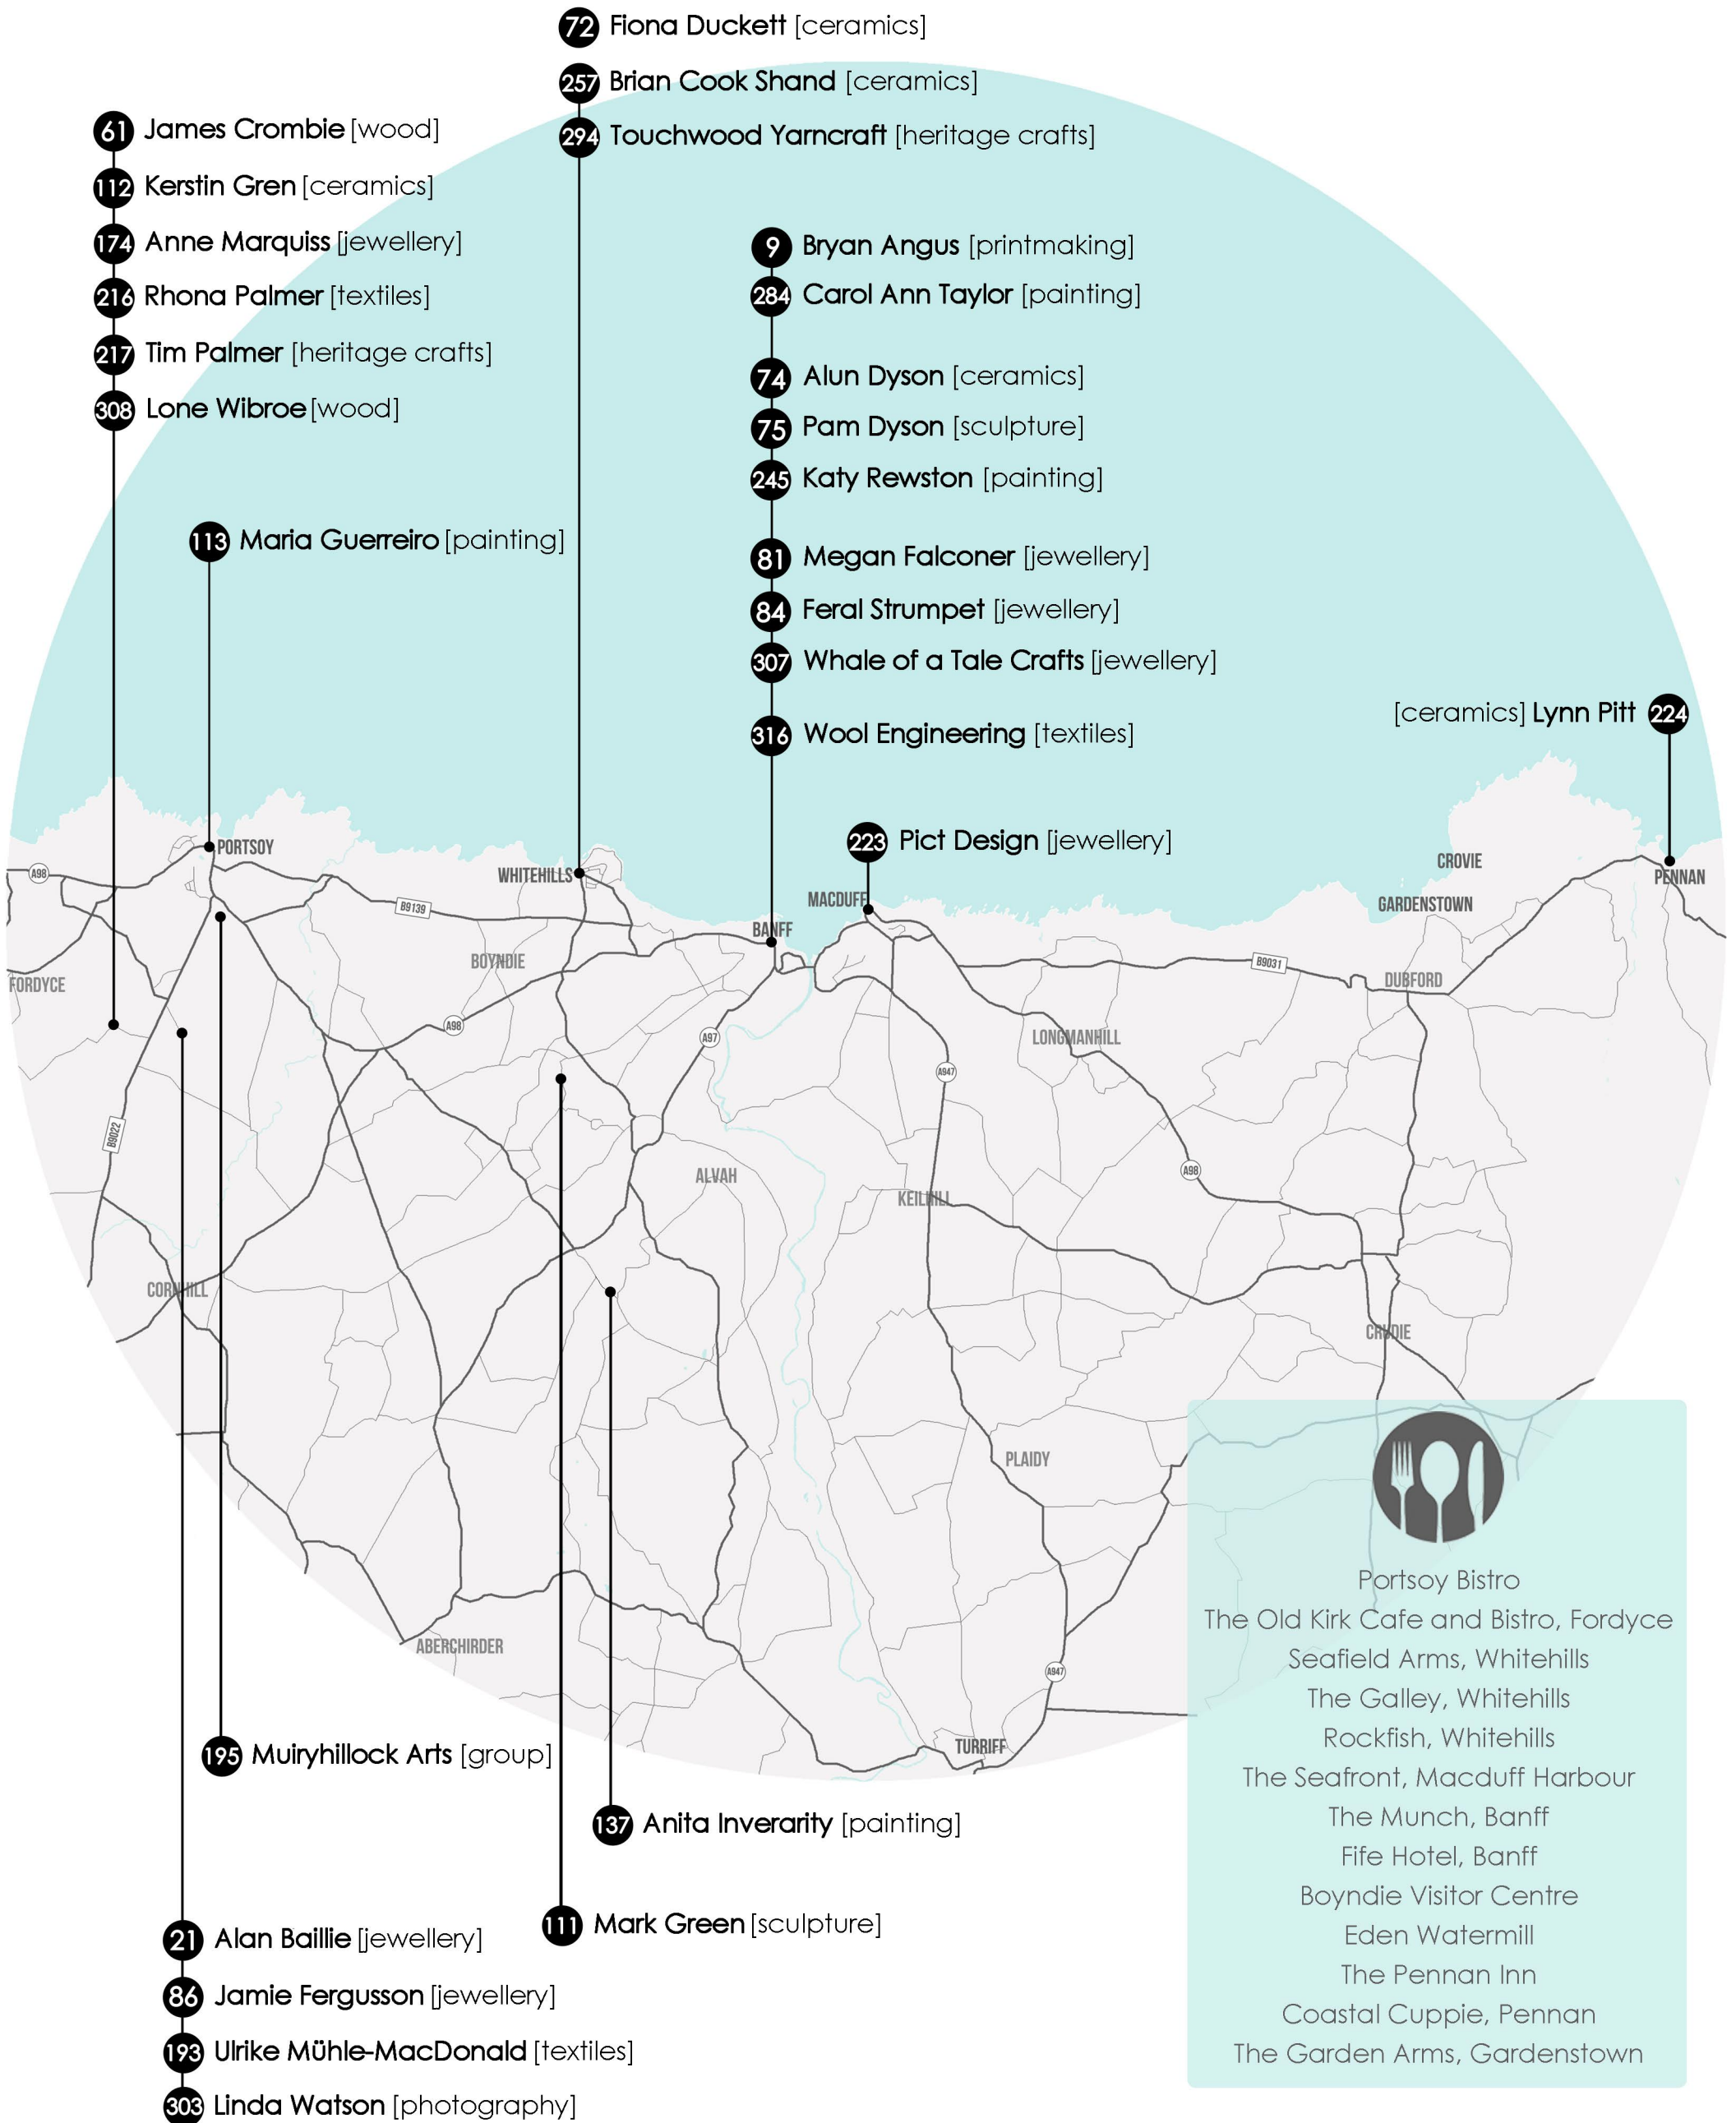 72 Fiona Duckett [ceramics]
257 Brian Cook Shand [ceramics]
294 Touchwood Yarncraft [heritage crafts]
61 James Crombie [wood]
112 Kerstin Gren [ceramics]
174 Anne Marquiss [jewellery]
216 Rhona Palmer [textiles]
217 Tim Palmer [heritage crafts]
308 Lone Wibroe [wood]
9 Bryan Angus [printmaking]
284 Carol Ann Taylor [painting]
74 Alun Dyson [ceramics]
75 Pam Dyson [sculpture]
245 Katy Rewston [painting]
81 Megan Falconer [jewellery]
84 Feral Strumpet [jewellery]
307 Whale of a Tale Crafts [jewellery]
316 Wool Engineering [textiles]
113 Maria Guerreiro [painting]
[ceramics] Lynn Pitt 224
223 Pict Design [jewellery]
PORTSOY
A98
WHITEHILLS
MACDUFF
CROVIE
PENNAN
GARDENSTOWN
B9139
BANFF
BOYNDIE
B9031
FORDYCE
DUBFORD
A98
A97
LONGMANHILL
A947
B9022
ALVAH
A98
KEILHILL
CORNHILL
CRUDIE
PLAIDY
ABERCHIRDER
A947
TURRIFF
195 Muiryhillock Arts [group]
137 Anita Inverarity [painting]
111 Mark Green [sculpture]
21 Alan Baillie [jewellery]
86 Jamie Fergusson [jewellery]
193 Ulrike Mühle-MacDonald [textiles]
303 Linda Watson [photography]
Portsoy Bistro
The Old Kirk Cafe and Bistro, Fordyce
Seafield Arms, Whitehills
The Galley, Whitehills
Rockfish, Whitehills
The Seafront, Macduff Harbour
The Munch, Banff
Fife Hotel, Banff
Boyndie Visitor Centre
Eden Watermill
The Pennan Inn
Coastal Cuppie, Pennan
The Garden Arms, Gardenstown